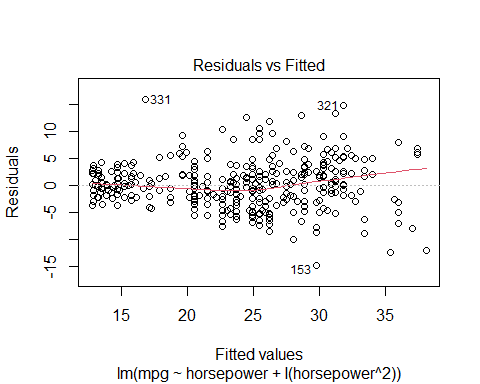 Residuals vs Fitted
331
321
153
10
5
0
-5
-15
Residuals
15 20 25 30 35
Fitted values
lm(mpg ~ horsepower + I(horsepower^2))